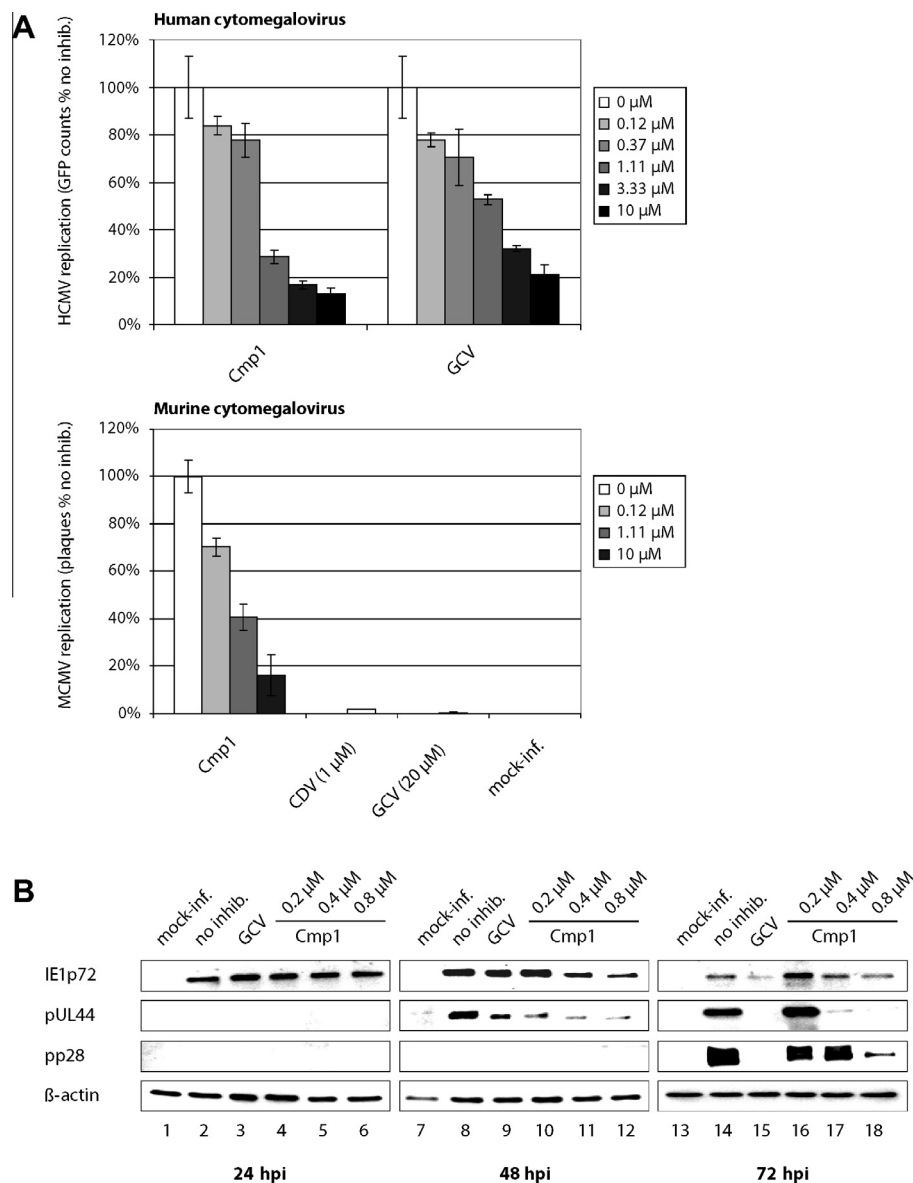 A
Human cytomegalovirus
HCMV replication (GFP counts % no inhib.)
120%
100%
80%
60%
40%
20%
0%
Cmp1
GCV
0 µM
0.12 µM
0.37 µM
1.11 µM
3.33 µM
10 µM
Murine cytomegalovirus
MCMV replication (plaques % no inhib.)
120%
100%
80%
60%
40%
20%
0%
Cmp1
CDV (1 µM)
GCV (20 µM)
mock-inf.
0 µM
0.12 µM
1.11 µM
10 µM
B
mock-inf. no inhib. GCV 0.2 µM 0.4 µM 0.8 µM mock-inf. no inhib. GCV 0.2 µM 0.4 µM 0.8 µM mock-inf. no inhib. GCV 0.2 µM 0.4 µM 0.8 µM
Cmp1 Cmp1 Cmp1
IE1p72
pUL44
pp28
ß-actin
1 2 3 4 5 6 7 8 9 10 11 12 13 14 15 16 17 18
24 hpi 48 hpi 72 hpi